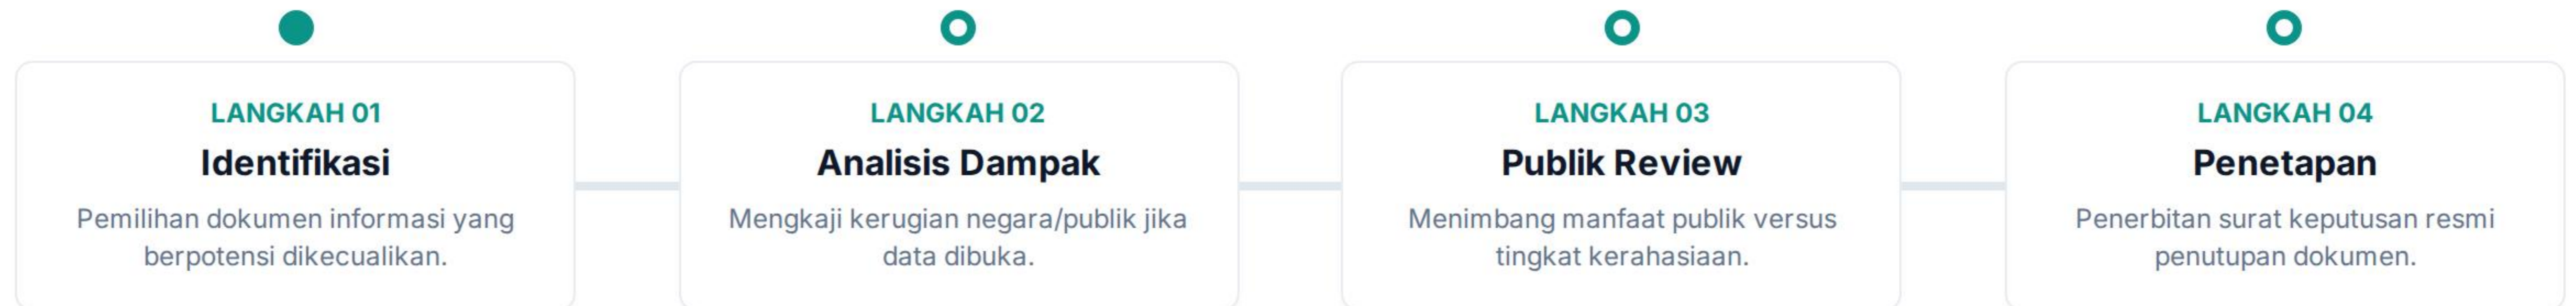 LANGKAH 01
Identifikasi
Pemilihan dokumen informasi yang
berpotensi dikecualikan.
LANGKAH 02
Analisis Dampak
Mengkaji kerugian negara/publik jika
data dibuka.
LANGKAH 03
Publik Review
Menimbang manfaat publik versus
tingkat kerahasiaan.
LANGKAH 04
Penetapan
Penerbitan surat keputusan resmi
penutupan dokumen.